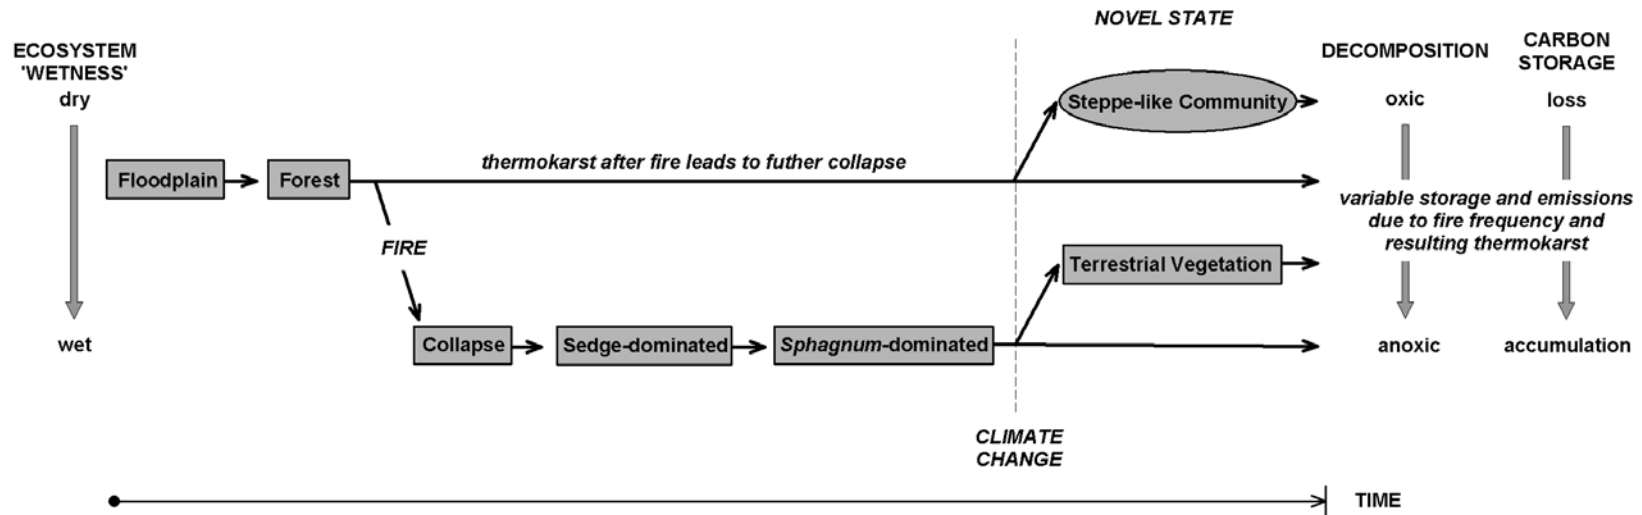 NOVEL STATE
ECOSYSTEM
'WETNESS'
dry
wet
DECOMPOSITION
CARBON
STORAGE
oxic
loss
Steppe-like Community
Floodplain
Forest
thermokarst after fire leads to futher collapse
variable storage and emissions
due to fire frequency and
resulting thermokarst
FIRE
Terrestrial Vegetation
Collapse
Sedge-dominated
Sphagnum-dominated
anoxic
accumulation
CLIMATE
CHANGE
TIME